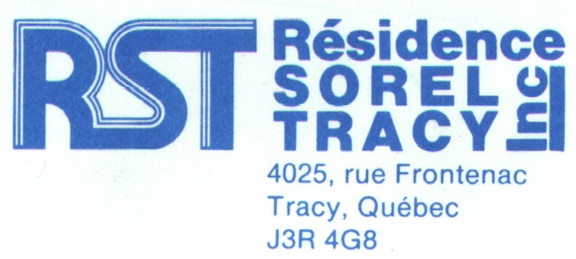 RST
Résidence
SOREL
TRACY inc
4025, rue Frontenac
Tracy, Québec
J3R 4G8